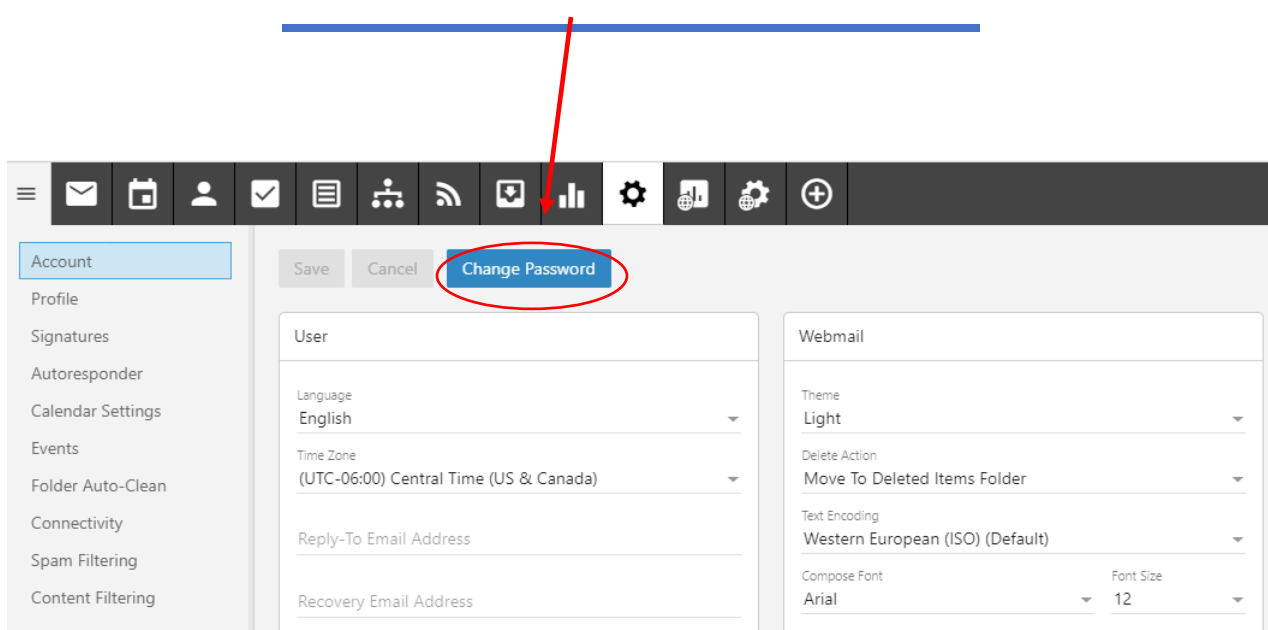 Account
Profile
Signatures
Autoresponder
Calendar Settings
Events
Folder Auto-Clean
Connectivity
Spam Filtering
Content Filtering
Save Cancel Change Password
User
Language
English
Time Zone
(UTC-06:00) Central Time (US & Canada)
Reply-To Email Address
Recovery Email Address
Webmail
Theme
Light
Delete Action
Move To Deleted Items Folder
Text Encoding
Western European (ISO) (Default)
Compose Font Font Size
Arial 12